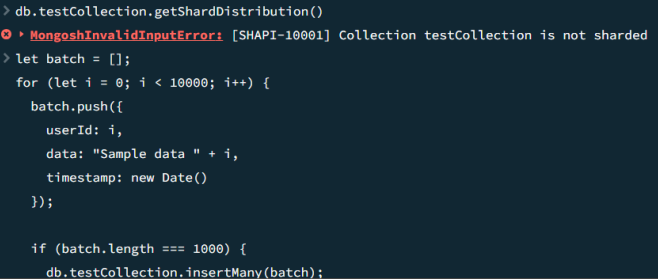 > db.testCollection.getShardDistribution()
MongoshInvalidInputError: [SHAPI-10001] Collection testCollection is not sharded
> let batch = [];
for (let i = 0; i < 10000; i++) {
  batch.push({
    userId: i,
    data: "Sample data " + i,
    timestamp: new Date()
  });
  if (batch.length === 1000) {
    db.testCollection.insertMany(batch);